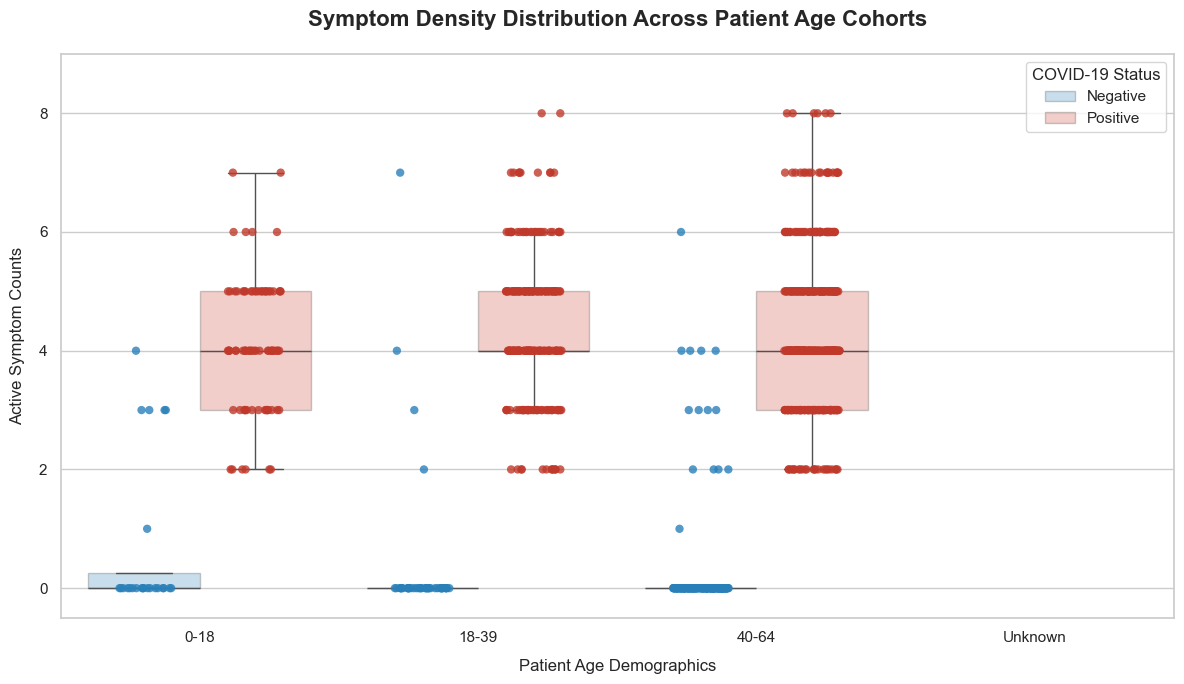 Symptom Density Distribution Across Patient Age Cohorts
COVID-19 Status
Negative
Positive
Active Symptom Counts
8
6
4
2
0
0-18
18-39
40-64
Unknown
Patient Age Demographics